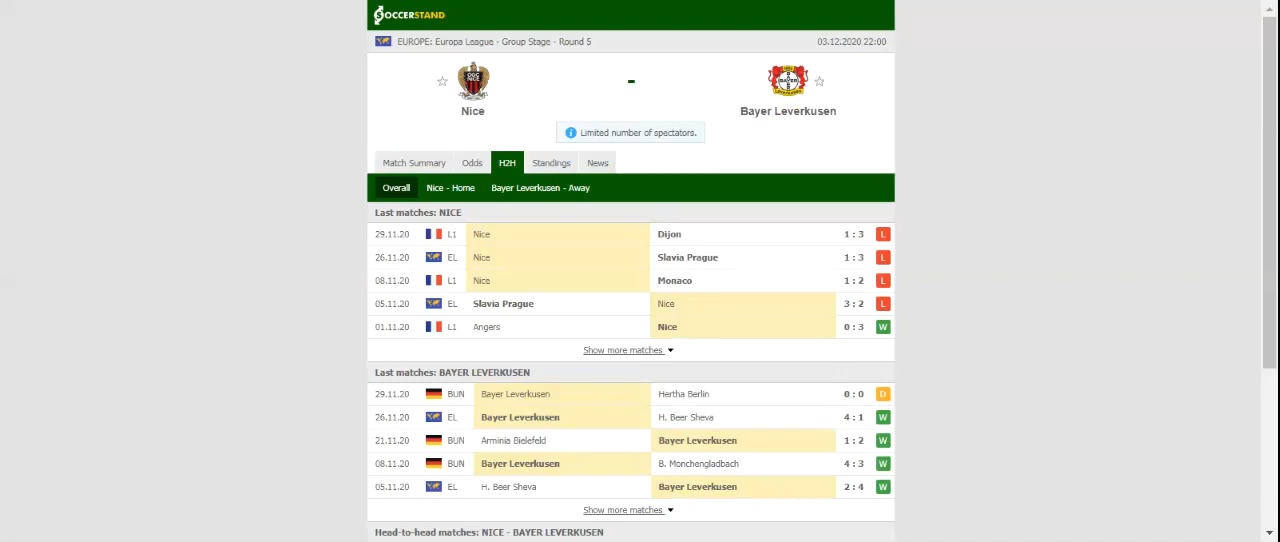 SOCCERSTAND
EUROPE: Europa League - Group Stage - Round 5 03.12.2020 22:00
OGC NICE
-
Nice Bayer Leverkusen
Limited number of spectators.
Match Summary Odds H2H Standings News
Overall Nice - Home Bayer Leverkusen - Away
Last matches: NICE
29.11.20 L1 Nice Dijon 1 : 3 L
26.11.20 EL Nice Slavia Prague 1 : 3 L
08.11.20 L1 Nice Monaco 1 : 2 L
05.11.20 EL Slavia Prague Nice 3 : 2 L
01.11.20 L1 Angers Nice 0 : 3 W
Show more matches
Last matches: BAYER LEVERKUSEN
29.11.20 BUN Bayer Leverkusen Hertha Berlin 0 : 0 D
26.11.20 EL Bayer Leverkusen H. Beer Sheva 4 : 1 W
21.11.20 BUN Arminia Bielefeld Bayer Leverkusen 1 : 2 W
08.11.20 BUN Bayer Leverkusen B. Monchengladbach 4 : 3 W
05.11.20 EL H. Beer Sheva Bayer Leverkusen 2 : 4 W
Show more matches
Head-to-head matches: NICE - BAYER LEVERKUSEN